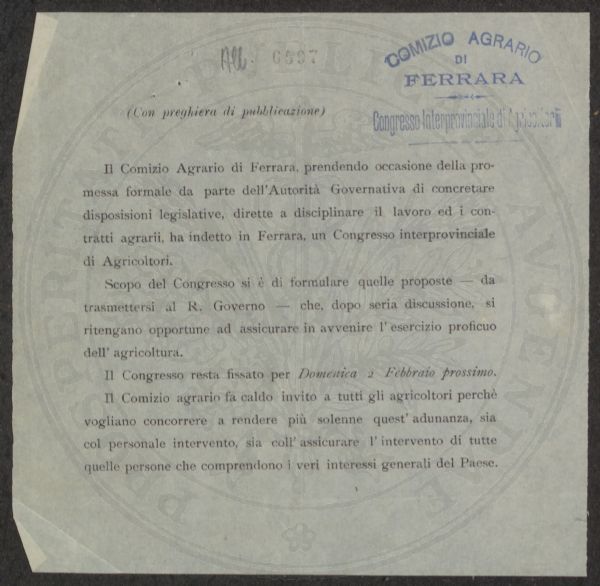 All. 6597
COMIZIO AGRARIO
DI
FERRARA
Congresso Interprovinciale di Agricoltori
(Con preghiera di pubblicazione)
Il Comizio Agrario di Ferrara, prendendo occasione della pro-
messa formale da parte dell'Autorità Governativa di concretare
disposizioni legislative, dirette a disciplinare il lavoro ed i con-
tratti agrarii, ha indetto in Ferrara, un Congresso interprovinciale
di Agricoltori.
Scopo del Congresso si è di formulare quelle proposte — da
trasmettersi al R. Governo — che, dopo seria discussione, si
ritengano opportune ad assicurare in avvenire l'esercizio proficuo
dell'agricoltura.
Il Congresso resta fissato per Domenica 2 Febbraio prossimo.
Il Comizio agrario fa caldo invito a tutti gli agricoltori perchè
vogliano concorrere a rendere più solenne quest'adunanza, sia
col personale intervento, sia coll'assicurare l'intervento di tutte
quelle persone che comprendono i veri interessi generali del Paese.